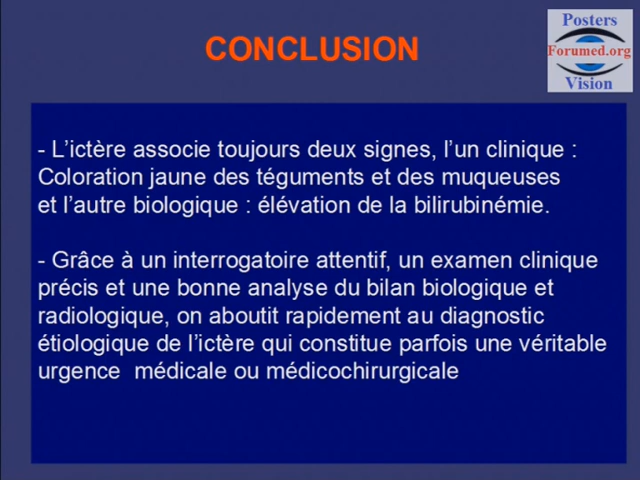 CONCLUSION
Posters
Forumed.org
Vision
- L’ictère associe toujours deux signes, l’un clinique :
Coloration jaune des téguments et des muqueuses
et l’autre biologique : élévation de la bilirubinémie.
- Grâce à un interrogatoire attentif, un examen clinique
précis et une bonne analyse du bilan biologique et
radiologique, on aboutit rapidement au diagnostic
étiologique de l’ictère qui constitue parfois une véritable
urgence  médicale ou médicochirurgicale